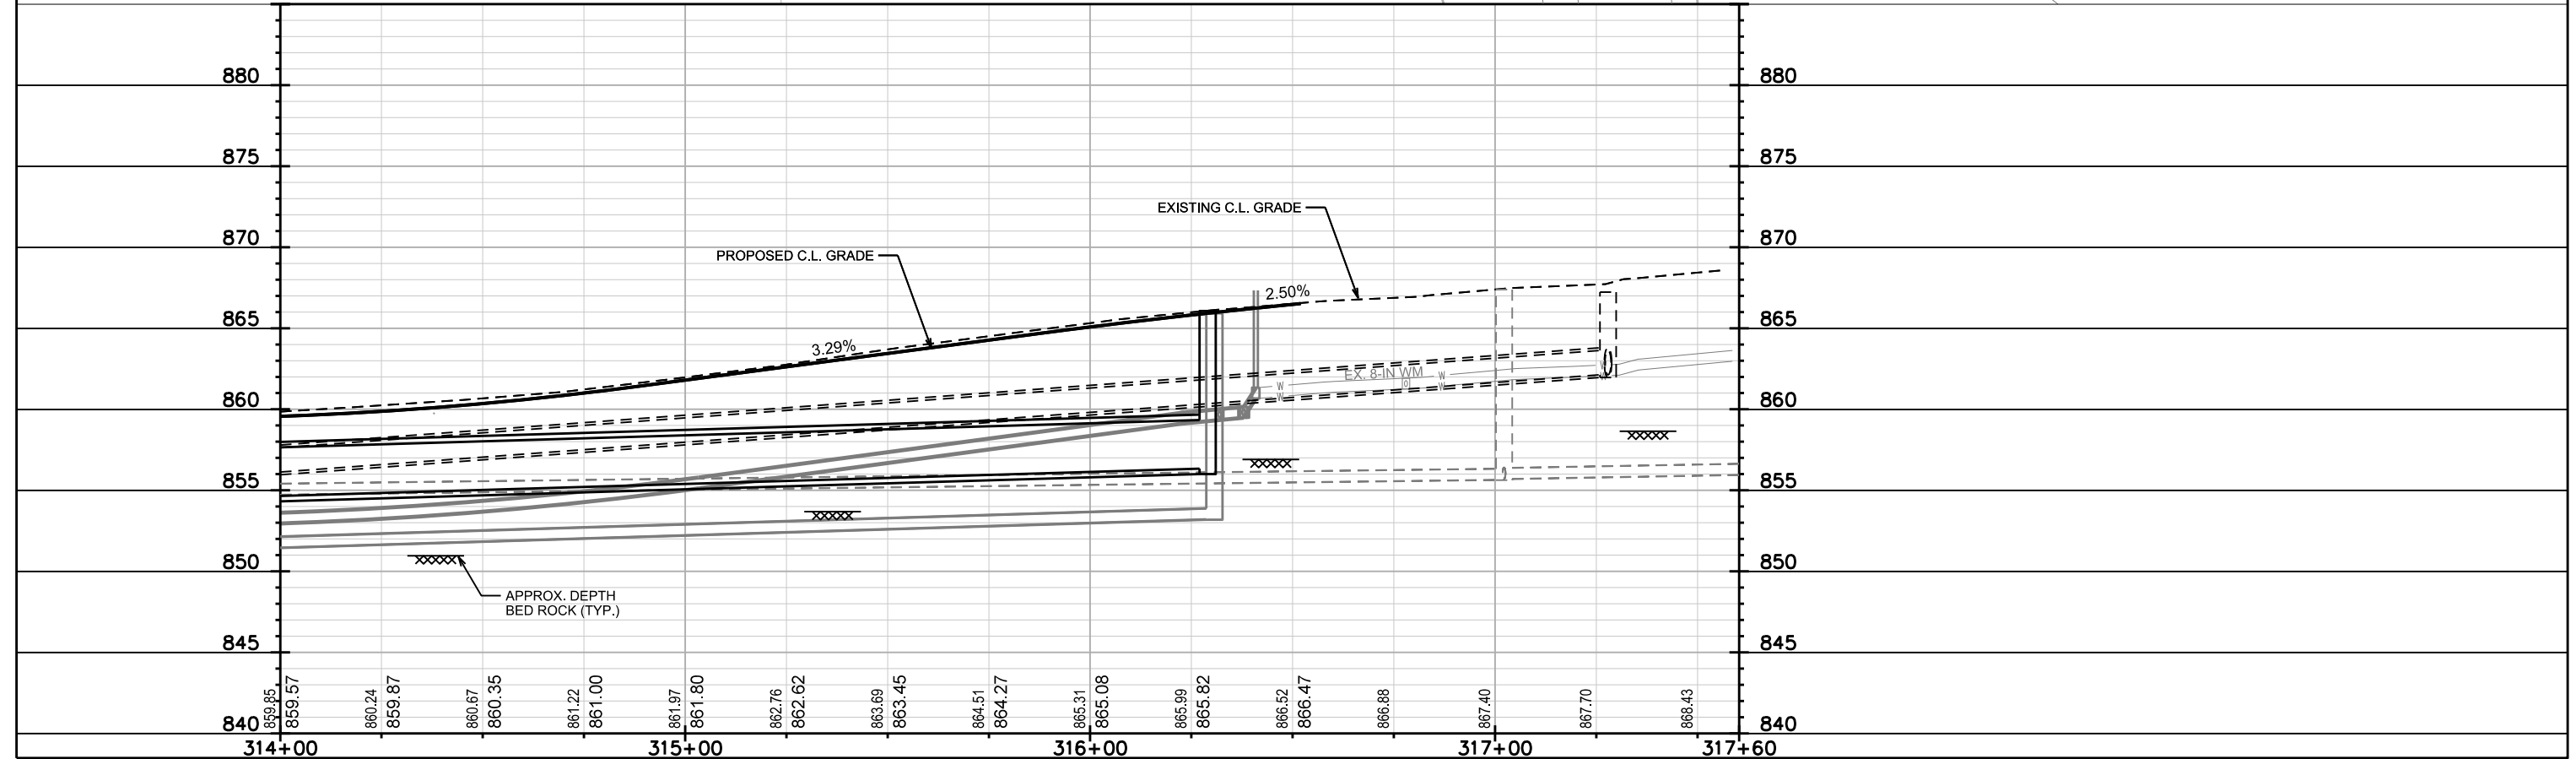 880 880
875 875
EXISTING C.L. GRADE
870 870
PROPOSED C.L. GRADE
2.50%
865 865
3.29%
EX. 8-IN WM
W W W W W W
860 860
855 855
850 850
APPROX. DEPTH
BED ROCK (TYP.)
845 845
859.85 859.57 860.24 859.87 860.67 860.35 861.22 861.00 861.97 861.80 862.76 862.62 863.69 863.45 864.51 864.27 865.31 865.08 865.99 865.82 866.52 866.47 866.88 867.40 867.70 868.43
840 840
314+00 315+00 316+00 317+00 317+60